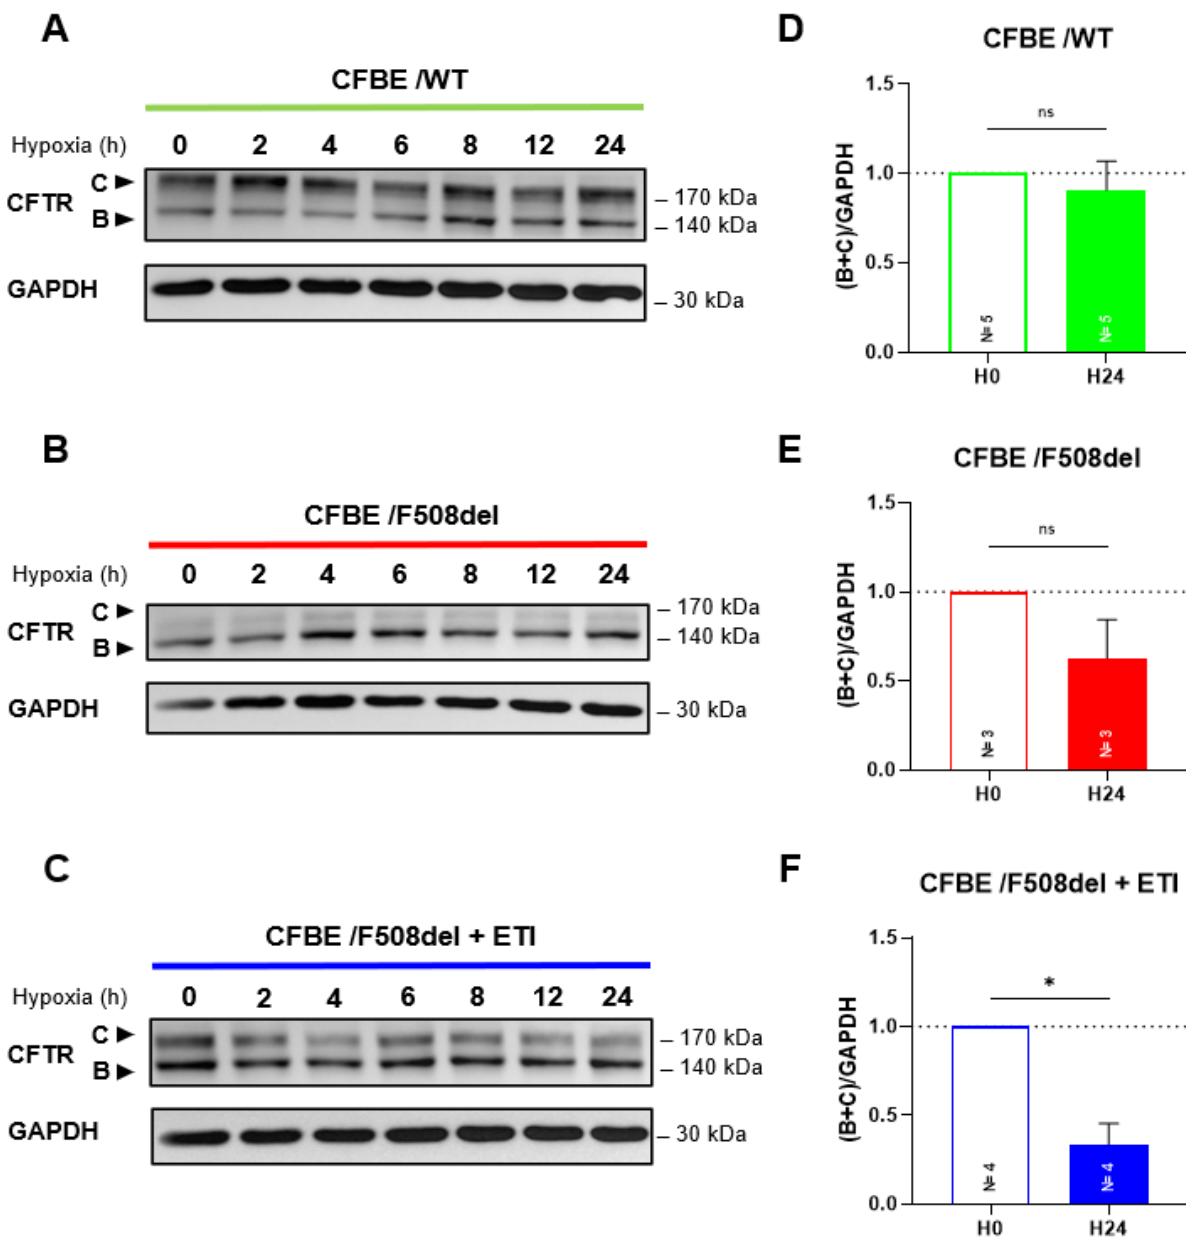 A
CFBE /WT
Hypoxia (h) 0 2 4 6 8 12 24
CFTR
C ►
B ►
– 170 kDa
– 140 kDa
GAPDH
– 30 kDa
D
CFBE /WT
(B+C)/GAPDH
1.5
1.0
0.5
0.0
ns
N= 5
N= 5
H0 H24
B
CFBE /F508del
Hypoxia (h) 0 2 4 6 8 12 24
CFTR
C ►
B ►
– 170 kDa
– 140 kDa
GAPDH
– 30 kDa
E
CFBE /F508del
(B+C)/GAPDH
1.5
1.0
0.5
0.0
ns
N= 3
N= 3
H0 H24
C
CFBE /F508del + ETI
Hypoxia (h) 0 2 4 6 8 12 24
CFTR
C ►
B ►
– 170 kDa
– 140 kDa
GAPDH
– 30 kDa
F
CFBE /F508del + ETI
(B+C)/GAPDH
1.5
1.0
0.5
0.0
*
N= 4
N= 4
H0 H24